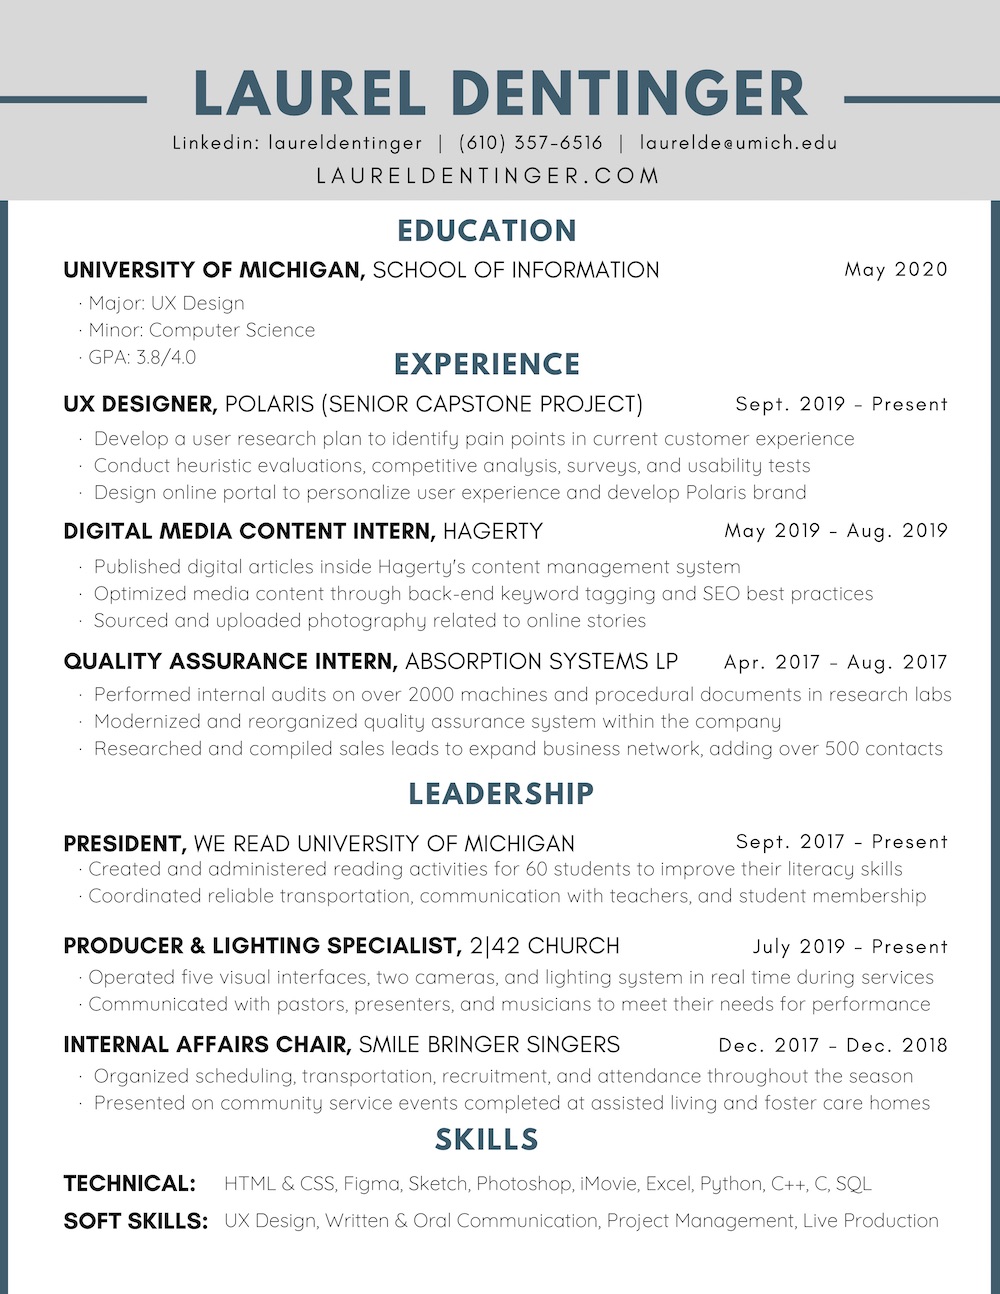 LAUREL DENTINGER
Linkedin: laureldentinger | (610) 357-6516 | laurelde@umich.edu
LAURELDENTINGER.COM
EDUCATION
UNIVERSITY OF MICHIGAN, SCHOOL OF INFORMATION May 2020
· Major: UX Design
· Minor: Computer Science
· GPA: 3.8/4.0
EXPERIENCE
UX DESIGNER, POLARIS (SENIOR CAPSTONE PROJECT) Sept. 2019 – Present
· Develop a user research plan to identify pain points in current customer experience
· Conduct heuristic evaluations, competitive analysis, surveys, and usability tests
· Design online portal to personalize user experience and develop Polaris brand
DIGITAL MEDIA CONTENT INTERN, HAGERTY May 2019 – Aug. 2019
· Published digital articles inside Hagerty's content management system
· Optimized media content through back-end keyword tagging and SEO best practices
· Sourced and uploaded photography related to online stories
QUALITY ASSURANCE INTERN, ABSORPTION SYSTEMS LP Apr. 2017 – Aug. 2017
· Performed internal audits on over 2000 machines and procedural documents in research labs
· Modernized and reorganized quality assurance system within the company
· Researched and compiled sales leads to expand business network, adding over 500 contacts
LEADERSHIP
PRESIDENT, WE READ UNIVERSITY OF MICHIGAN Sept. 2017 – Present
· Created and administered reading activities for 60 students to improve their literacy skills
· Coordinated reliable transportation, communication with teachers, and student membership
PRODUCER & LIGHTING SPECIALIST, 2|42 CHURCH July 2019 – Present
· Operated five visual interfaces, two cameras, and lighting system in real time during services
· Communicated with pastors, presenters, and musicians to meet their needs for performance
INTERNAL AFFAIRS CHAIR, SMILE BRINGER SINGERS Dec. 2017 – Dec. 2018
· Organized scheduling, transportation, recruitment, and attendance throughout the season
· Presented on community service events completed at assisted living and foster care homes
SKILLS
TECHNICAL: HTML & CSS, Figma, Sketch, Photoshop, iMovie, Excel, Python, C++, C, SQL
SOFT SKILLS: UX Design, Written & Oral Communication, Project Management, Live Production